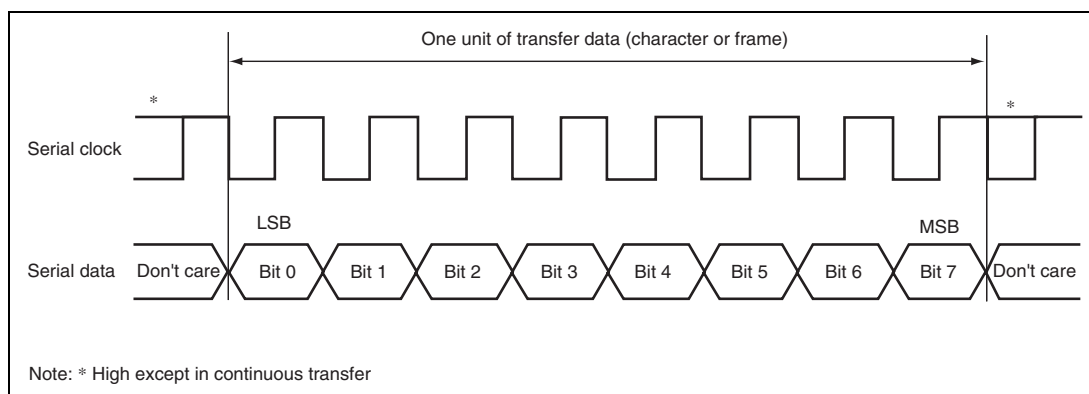 One unit of transfer data (character or frame)
* *
Serial clock
LSB MSB
Serial data Don't care Bit 0 Bit 1 Bit 2 Bit 3 Bit 4 Bit 5 Bit 6 Bit 7 Don't care
Note: * High except in continuous transfer